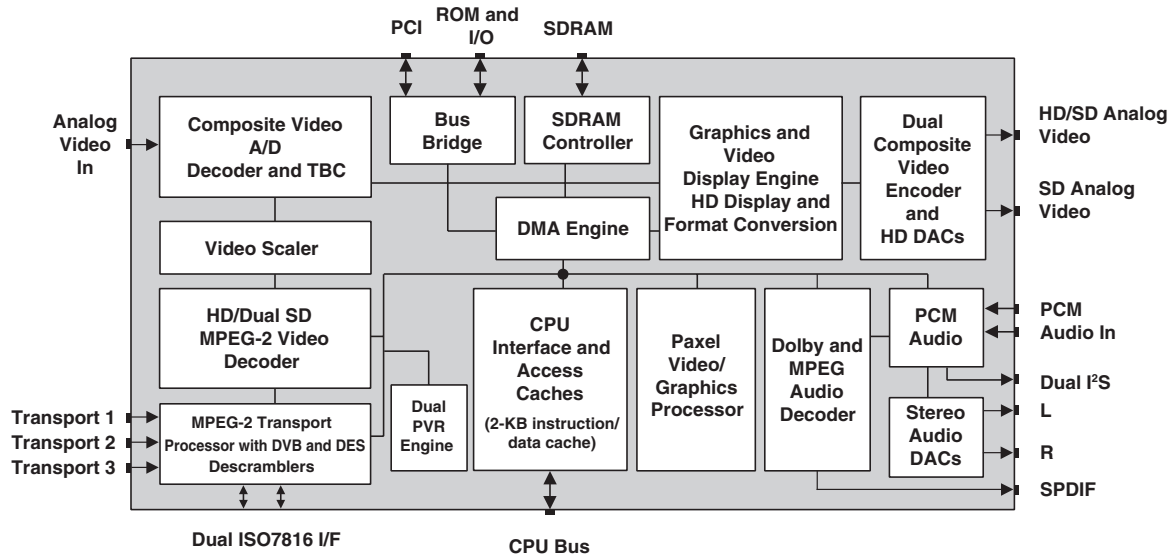 PCI
ROM and
I/O
SDRAM
Analog
Video
In
Composite Video
A/D
Decoder and TBC
Bus
Bridge
SDRAM
Controller
Graphics and
Video
Display Engine
HD Display and
Format Conversion
Dual
Composite
Video
Encoder
and
HD DACs
HD/SD Analog
Video
SD Analog
Video
Video Scaler
DMA Engine
HD/Dual SD
MPEG-2 Video
Decoder
CPU
Interface and
Access
Caches
(2-KB instruction/
data cache)
Paxel
Video/
Graphics
Processor
Dolby and
MPEG
Audio
Decoder
PCM
Audio
PCM
Audio In
Dual I²S
Dual
PVR
Engine
Stereo
Audio
DACs
L
R
SPDIF
Transport 1
Transport 2
Transport 3
MPEG-2 Transport
Processor with DVB and DES
Descramblers
Dual ISO7816 I/F
CPU Bus